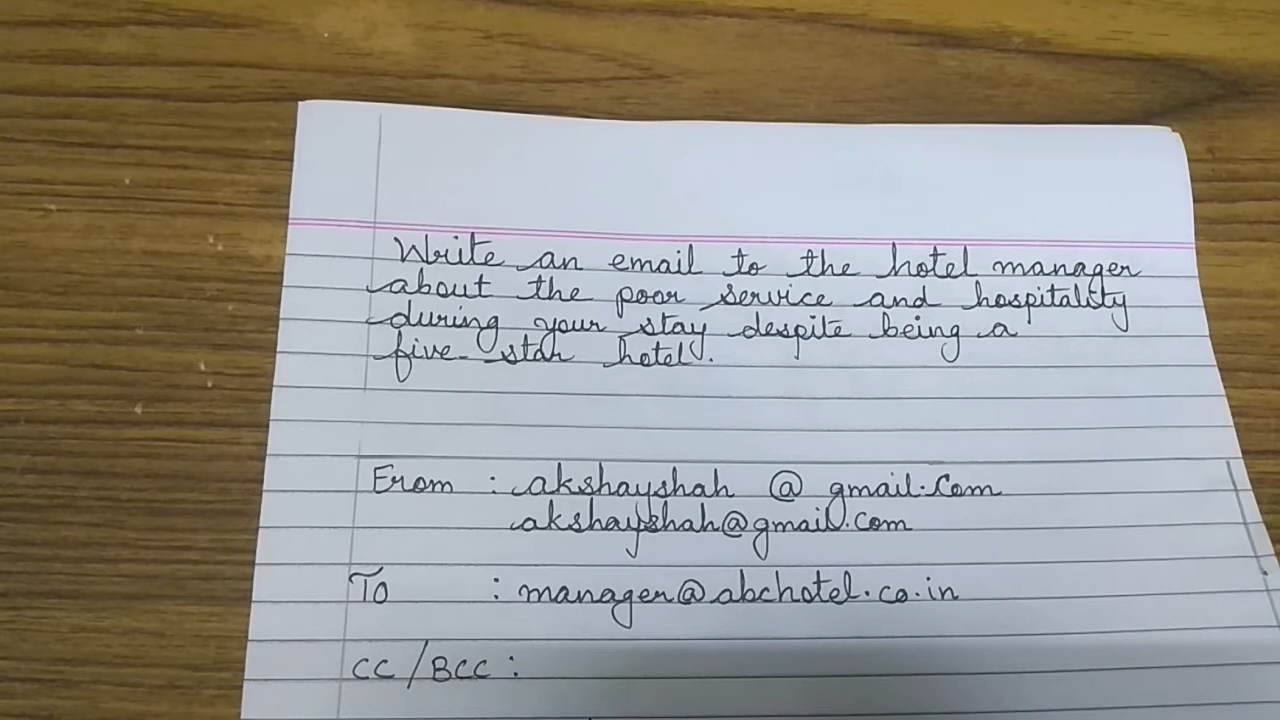 Write an email to the hotel manager
about the poor service and hospitality
during your stay despite being a
five-star hotel.
From : akshayshah @ gmail.com
akshayshah@gmail.com
To : manager@abchotel.co.in
CC/BCC :